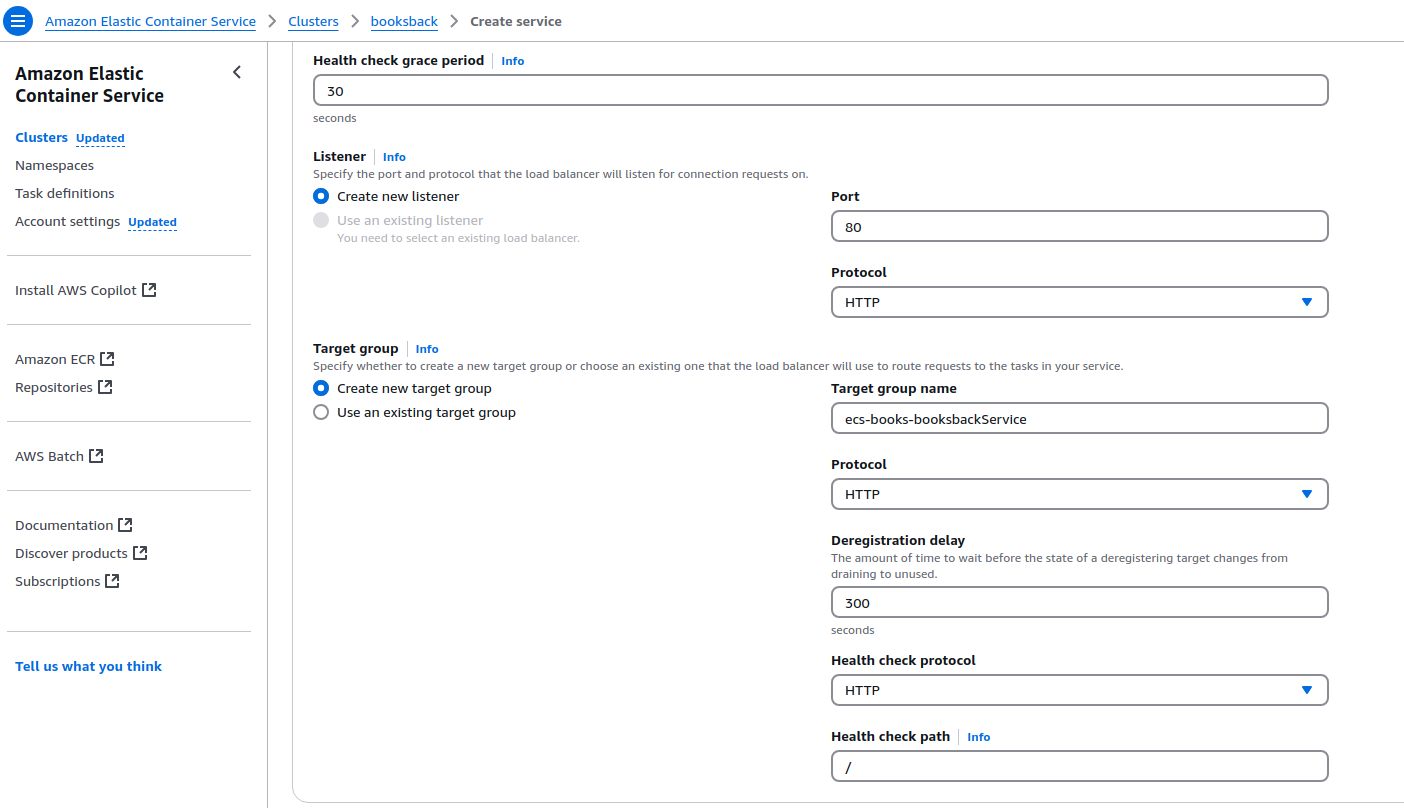 Amazon Elastic Container Service > Clusters > booksback > Create service
Amazon Elastic
Container Service
Clusters Updated
Namespaces
Task definitions
Account settings Updated
Install AWS Copilot
Amazon ECR
Repositories
AWS Batch
Documentation
Discover products
Subscriptions
Tell us what you think
Health check grace period Info
30
seconds
Listener Info
Specify the port and protocol that the load balancer will listen for connection requests on.
Create new listener
Use an existing listener
You need to select an existing load balancer.
Port
80
Protocol
HTTP
Target group Info
Specify whether to create a new target group or choose an existing one that the load balancer will use to route requests to the tasks in your service.
Create new target group
Use an existing target group
Target group name
ecs-books-booksbackService
Protocol
HTTP
Deregistration delay
The amount of time to wait before the state of a deregistering target changes from
draining to unused.
300
seconds
Health check protocol
HTTP
Health check path Info
/